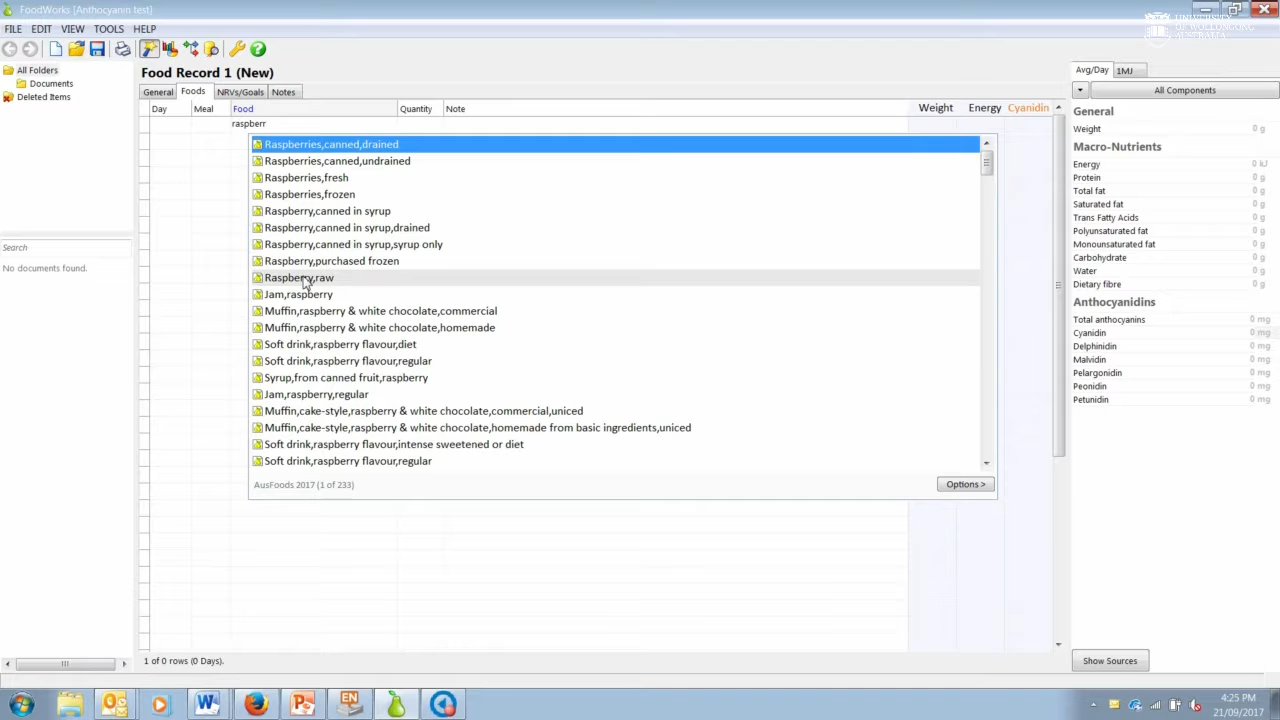 FoodWorks [Anthocyanin test]
UNIVERSITY OF WOLLONGONG AUSTRALIA
FILE EDIT VIEW TOOLS HELP
All Folders
Documents
Deleted Items
Search
No documents found.
Food Record 1 (New)
General Foods NRVs/Goals Notes
Day Meal Food Quantity Note Weight Energy Cyanidin
raspberr
Raspberries,canned,drained
Raspberries,canned,undrained
Raspberries,fresh
Raspberries,frozen
Raspberry,canned in syrup
Raspberry,canned in syrup,drained
Raspberry,canned in syrup,syrup only
Raspberry,purchased frozen
Raspberry,raw
Jam,raspberry
Muffin,raspberry & white chocolate,commercial
Muffin,raspberry & white chocolate,homemade
Soft drink,raspberry flavour,diet
Soft drink,raspberry flavour,regular
Syrup,from canned fruit,raspberry
Jam,raspberry,regular
Muffin,cake-style,raspberry & white chocolate,commercial,uniced
Muffin,cake-style,raspberry & white chocolate,homemade from basic ingredients,uniced
Soft drink,raspberry flavour,intense sweetened or diet
Soft drink,raspberry flavour,regular
AusFoods 2017 (1 of 233) Options >
1 of 0 rows (0 Days).
Avg/Day 1MJ
All Components
General
Weight 0 g
Macro-Nutrients
Energy 0 kJ
Protein 0 g
Total fat 0 g
Saturated fat 0 g
Trans Fatty Acids 0 g
Polyunsaturated fat 0 g
Monounsaturated fat 0 g
Carbohydrate 0 g
Water 0 g
Dietary fibre 0 g
Anthocyanidins
Total anthocyanins 0 mg
Cyanidin 0 mg
Delphinidin 0 mg
Malvidin 0 mg
Pelargonidin 0 mg
Peonidin 0 mg
Petunidin 0 mg
Show Sources
EN
4:25 PM
21/09/2017